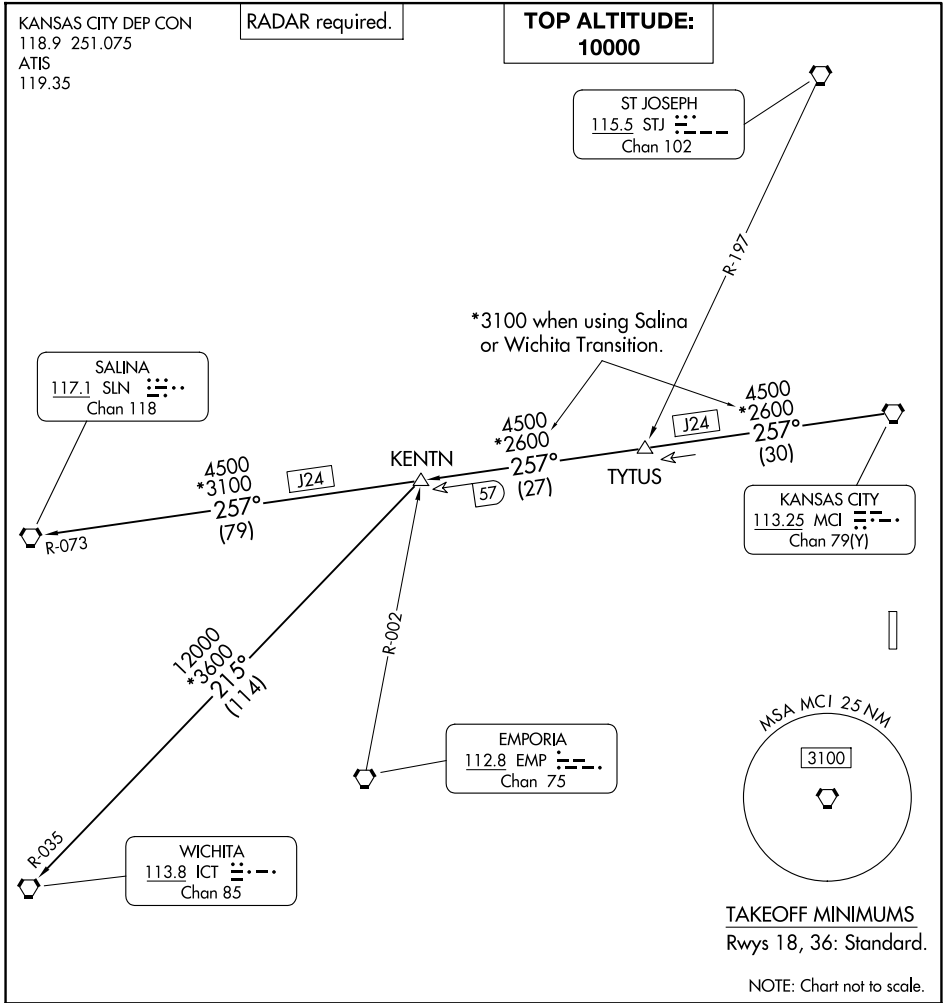 KANSAS CITY DEP CON
118.9 251.075
ATIS
119.35
RADAR required.
TOP ALTITUDE:
10000
ST JOSEPH
115.5 STJ
Chan 102
R-197
*3100 when using Salina
or Wichita Transition.
SALINA
117.1 SLN
Chan 118
4500
*2600
257°
(30)
J24
TYTUS
4500
*2600
257°
(27)
57
KENTN
4500
*3100
257°
(79)
J24
R-073
KANSAS CITY
113.25 MCI
Chan 79(Y)
R-002
12000
*3600
215°
(114)
R-035
EMPORIA
112.8 EMP
Chan 75
WICHITA
113.8 ICT
Chan 85
MSA MCI 25 NM
3100
TAKEOFF MINIMUMS
Rwys 18, 36: Standard.
NOTE: Chart not to scale.